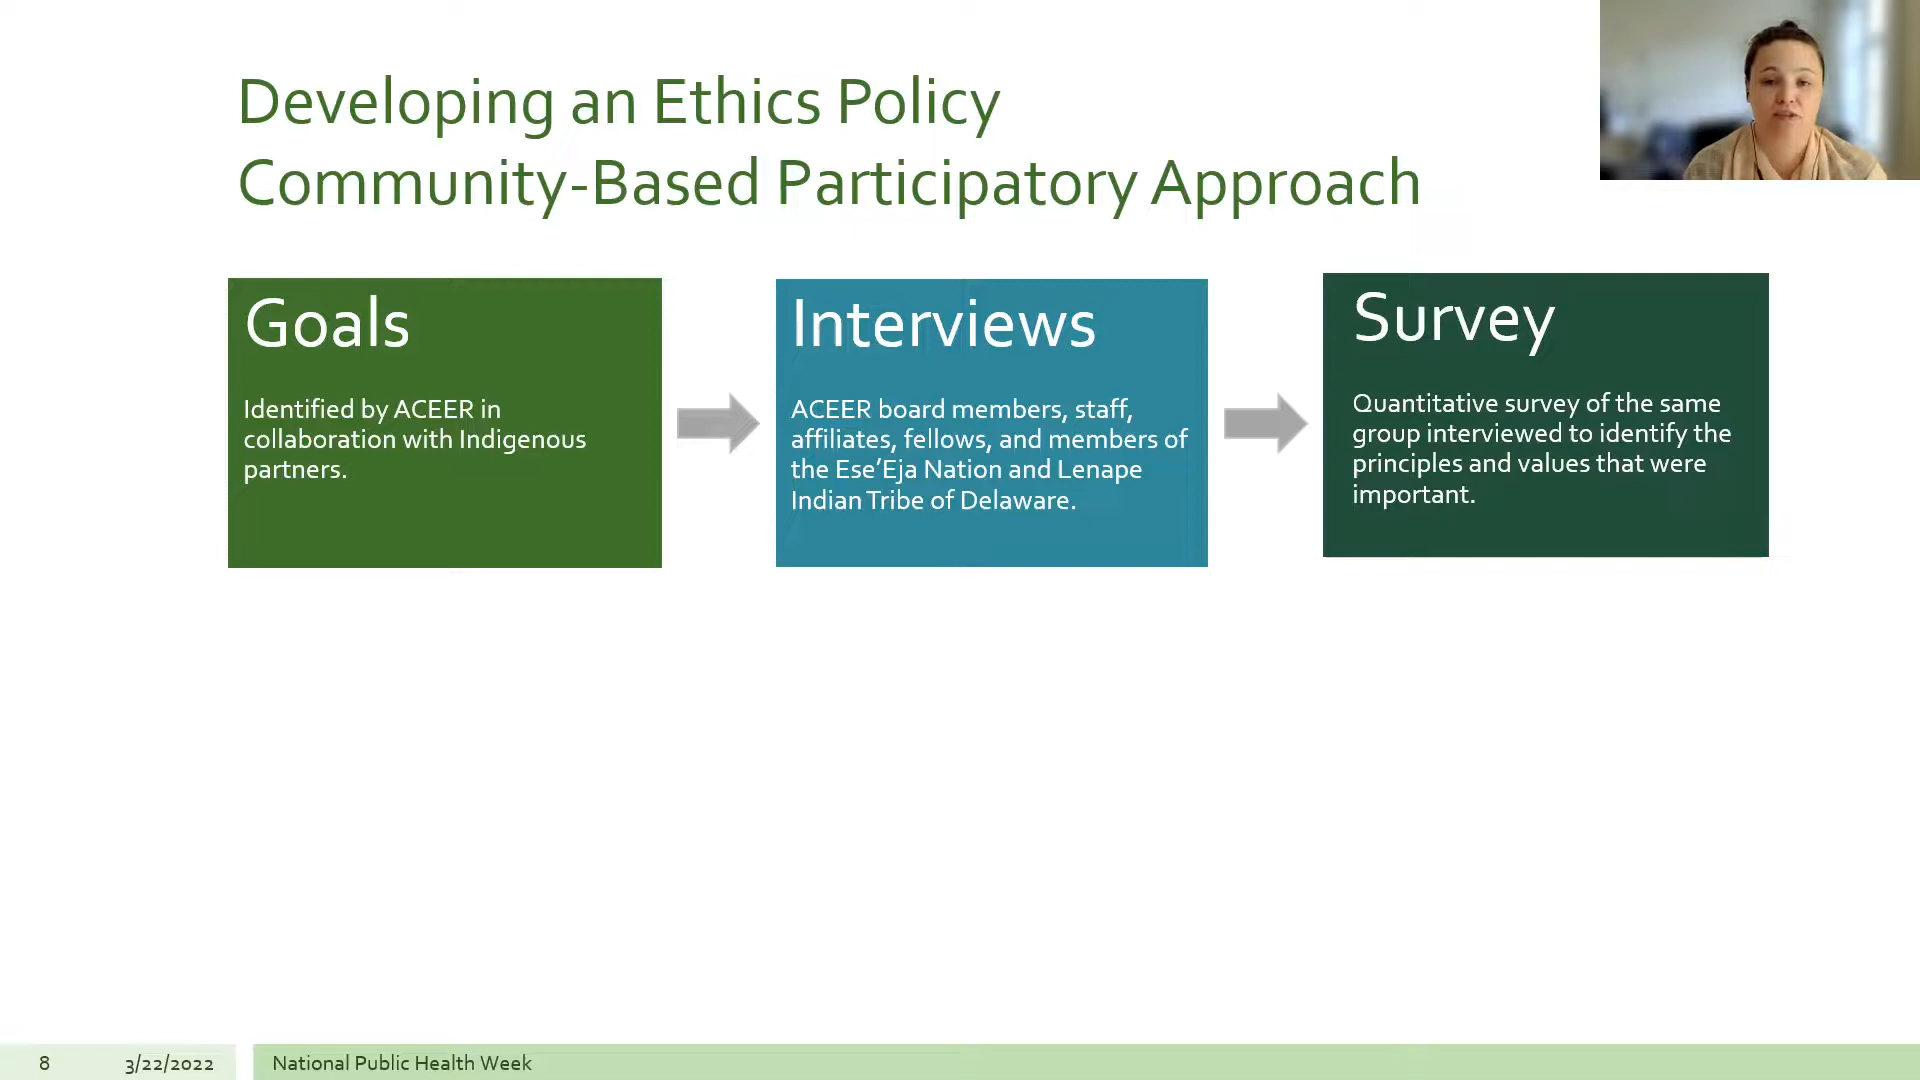 Developing an Ethics Policy
Community-Based Participatory Approach
Goals
Identified by ACEER in
collaboration with Indigenous
partners.
Interviews
ACEER board members, staff,
affiliates, fellows, and members of
the Ese’Eja Nation and Lenape
Indian Tribe of Delaware.
Survey
Quantitative survey of the same
group interviewed to identify the
principles and values that were
important.
8
3/22/2022
National Public Health Week